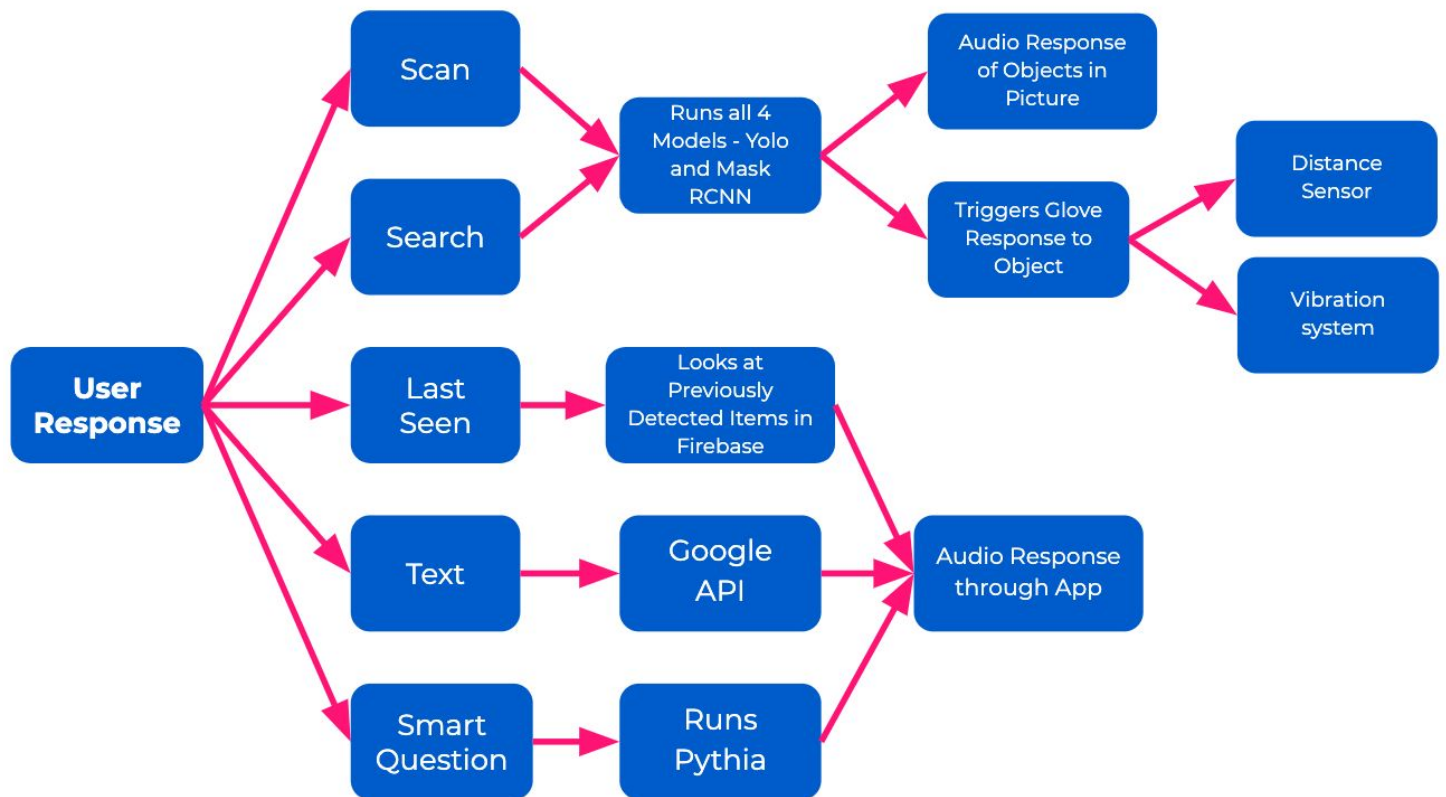 Scan
Audio Response
of Objects in
Picture
Runs all 4
Models - Yolo
and Mask
RCNN
Distance
Sensor
Search
Triggers Glove
Response to
Object
Vibration
system
User
Response
Last
Seen
Looks at
Previously
Detected Items in
Firebase
Text
Google
API
Audio Response
through App
Smart
Question
Runs
Pythia